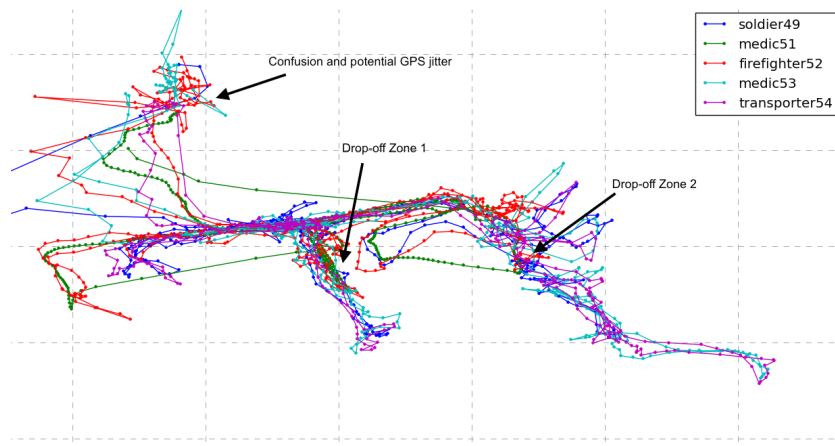 soldier49
medic51
firefighter52
medic53
transporter54
Confusion and potential GPS jitter
Drop-off Zone 1
Drop-off Zone 2